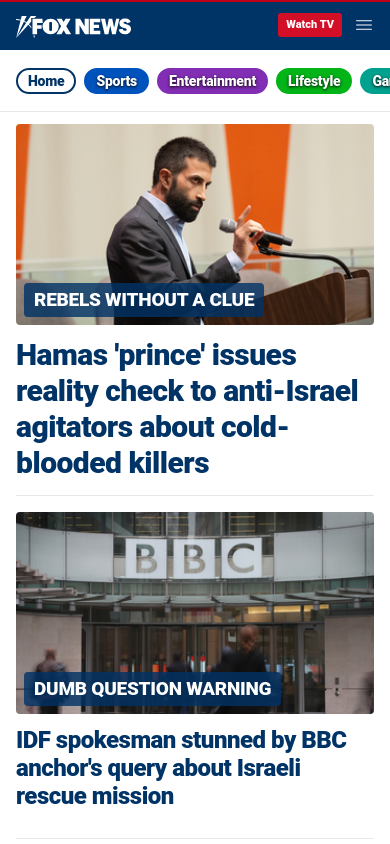 FOX NEWS
Watch TV
Home
Sports
Entertainment
Lifestyle
Ga
REBELS WITHOUT A CLUE
Hamas 'prince' issues
reality check to anti-Israel
agitators about cold-
blooded killers
BBC
DUMB QUESTION WARNING
IDF spokesman stunned by BBC
anchor's query about Israeli
rescue mission